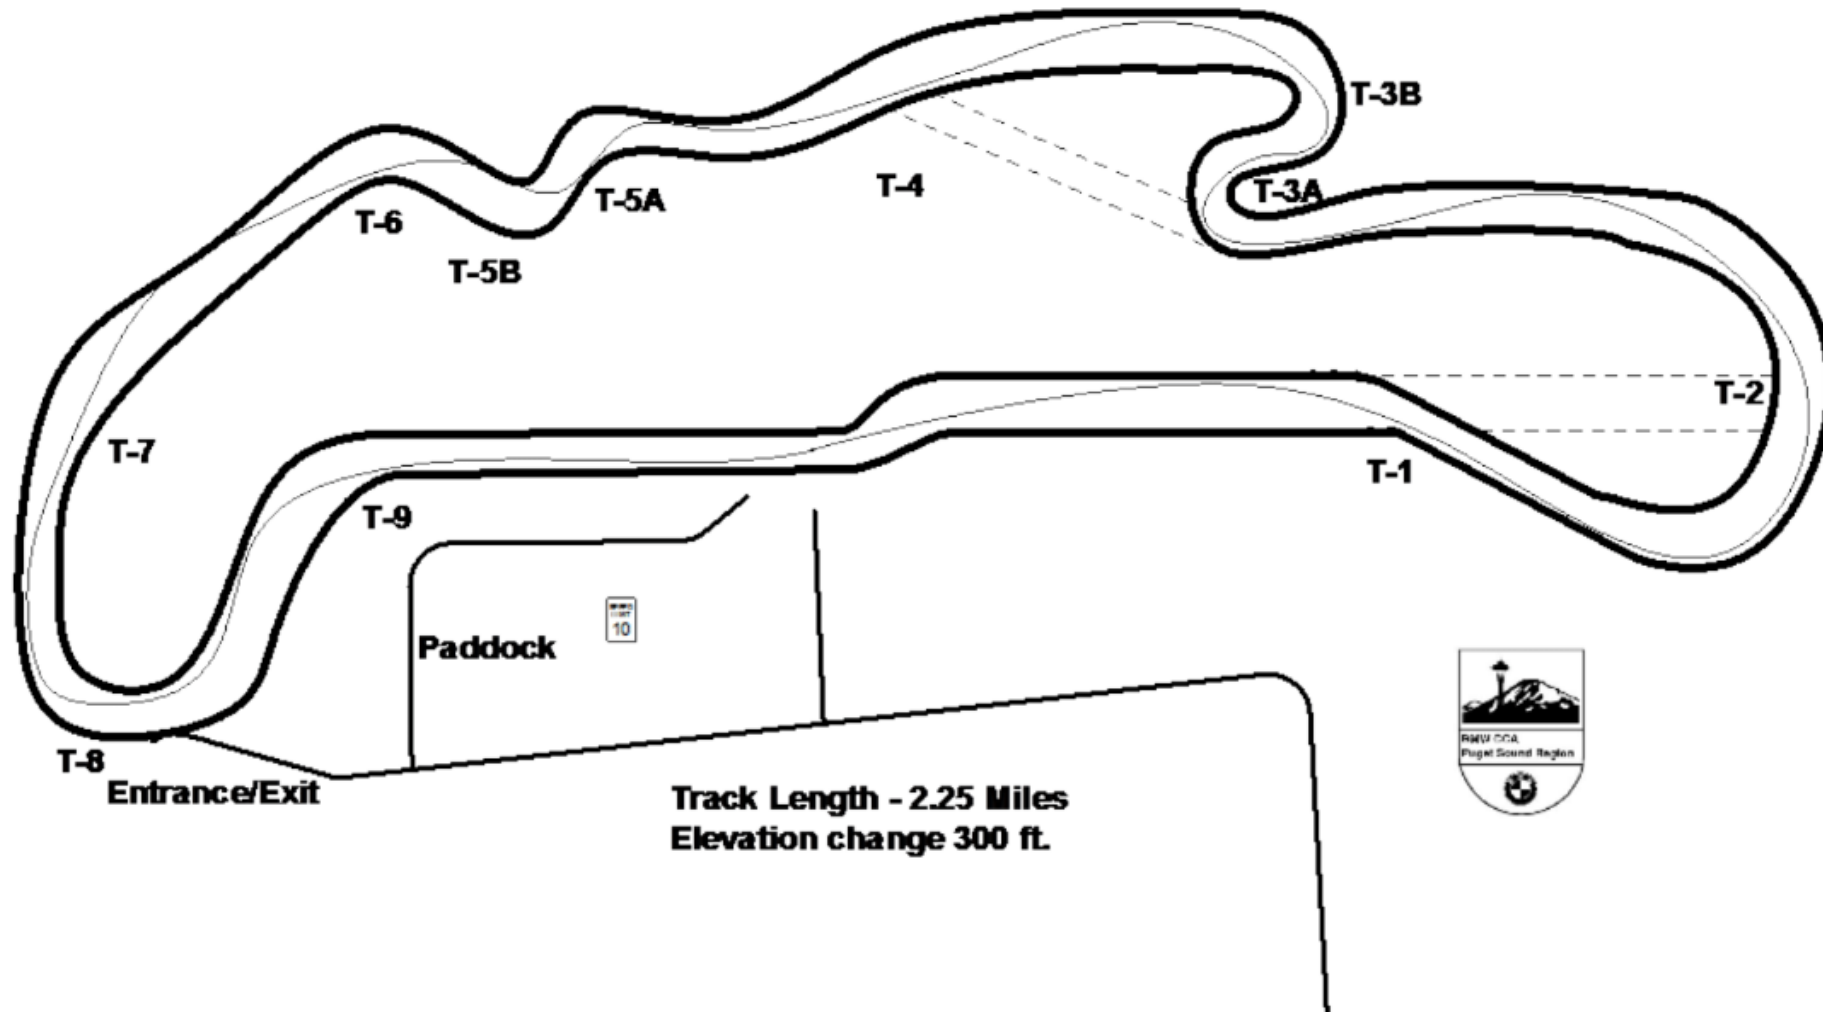 T-3B
T-3A
T-4
T-5A
T-6
T-5B
T-2
T-7
T-1
T-9
10
Paddock
BMW CCA
Puget Sound Region
T-8
Entrance/Exit
Track Length - 2.25 Miles
Elevation change 300 ft.